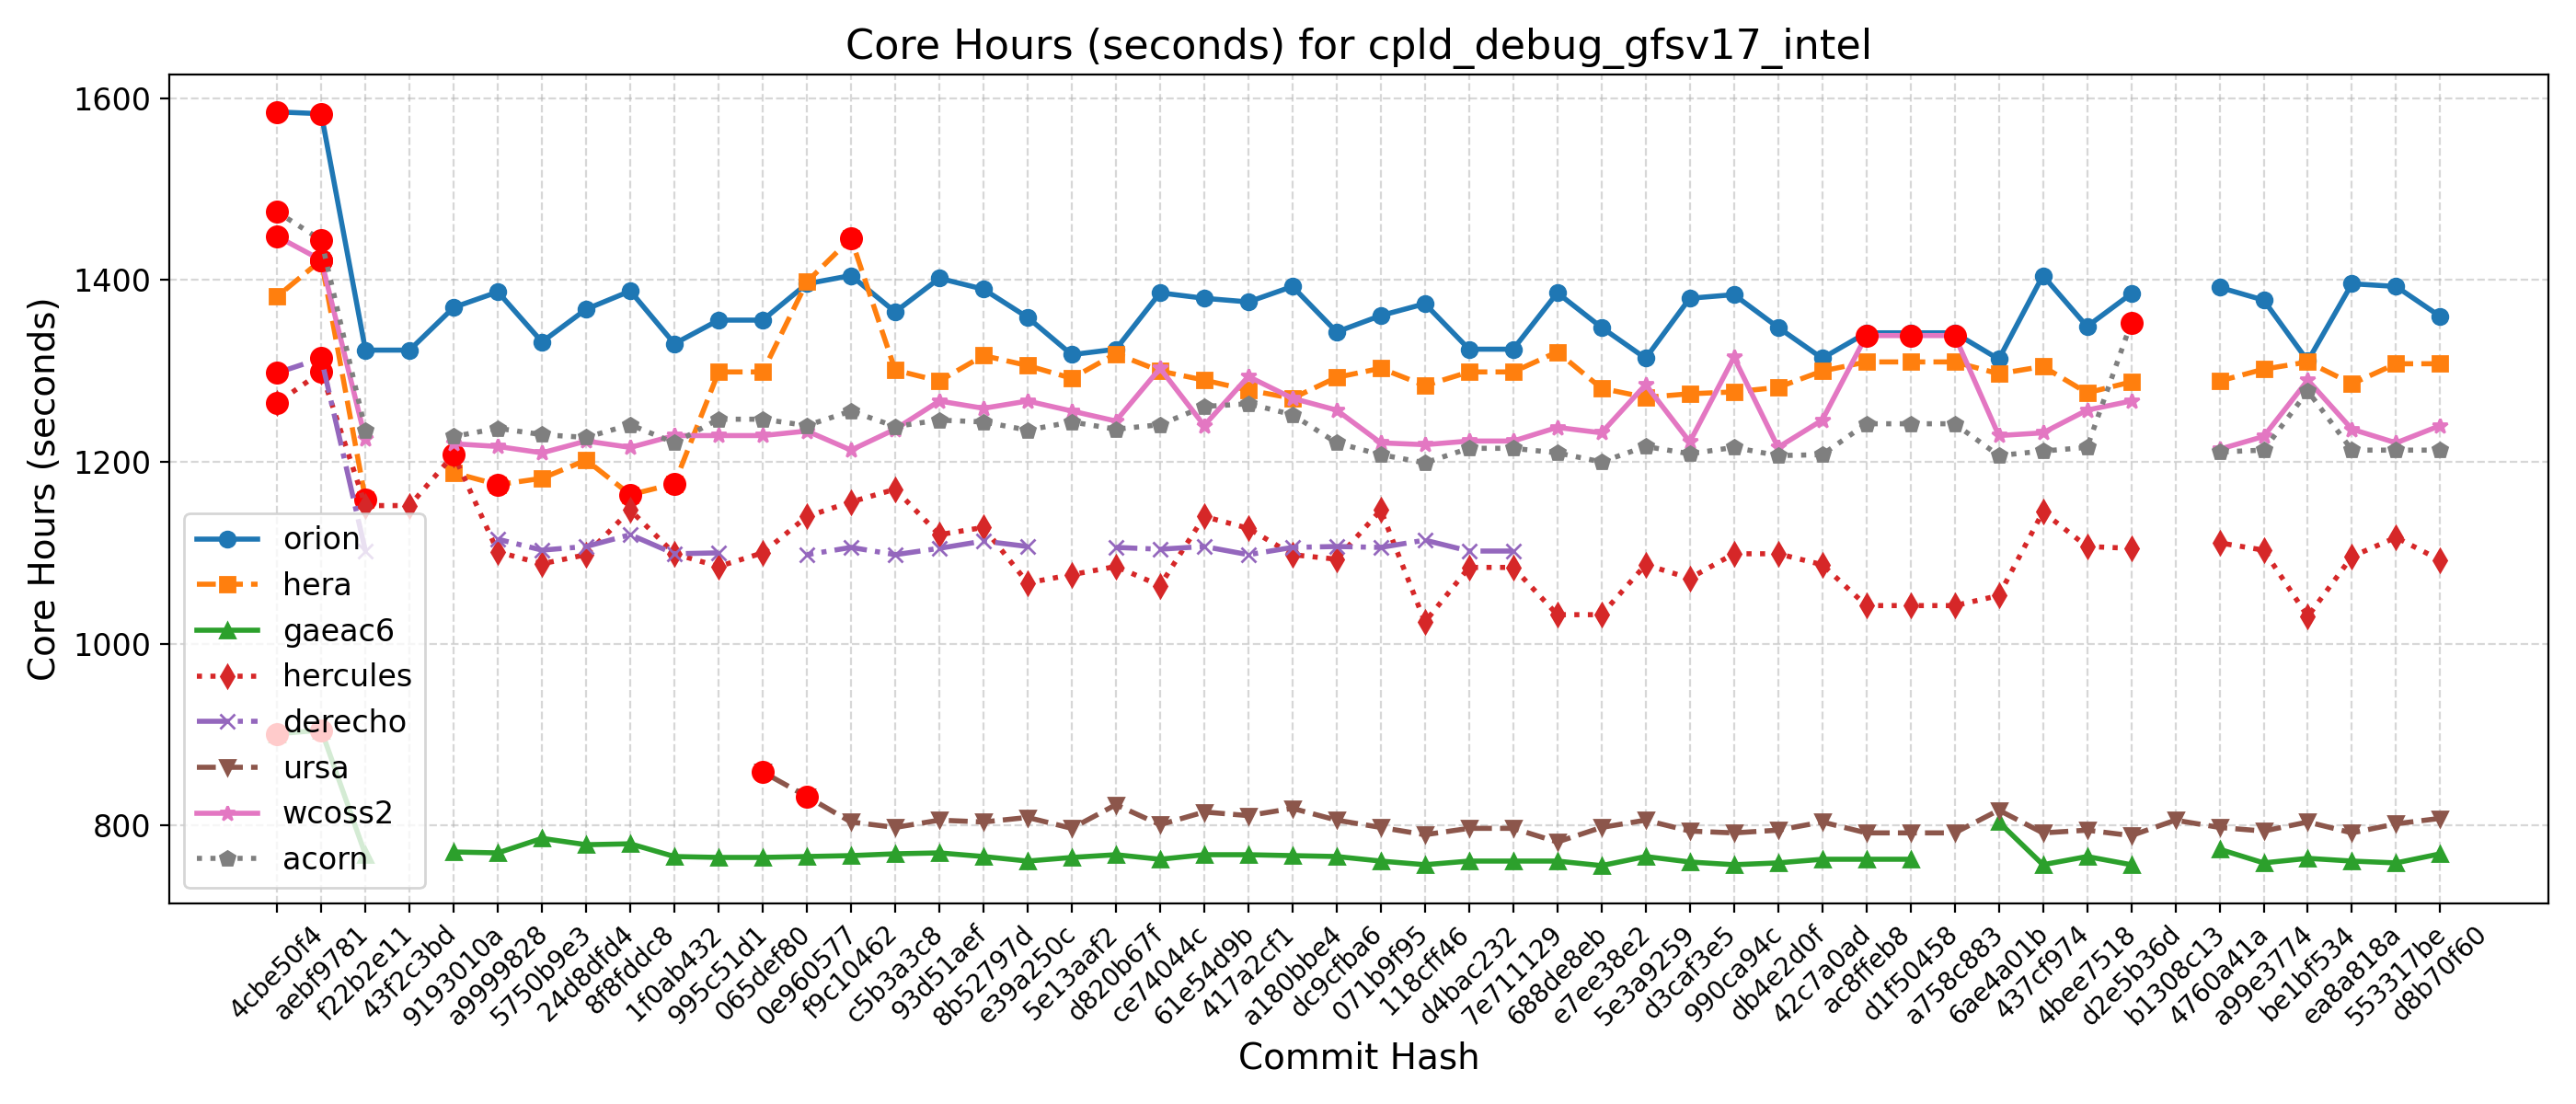 Core Hours (seconds) for cpld_debug_gfsv17_intel
Core Hours (seconds)
1600
1400
1200
1000
800
orion
hera
gaeac6
hercules
derecho
ursa
wcoss2
acorn
4cbe50f4
aebf9781
f22b2e11
43f2c3bd
9193010a
a9999828
5750b9e3
24d8dfd4
8f8fddc8
1f0ab432
995c51d1
065def80
0e960577
f9c10462
c5b3a3c8
93d51aef
8b52797d
e39a250c
5e13aaf2
d820b67f
ce74044c
61e54d9b
417a2cf1
a180bbe4
dc9cfba6
071b9f95
118cff46
d4bac232
7e711129
688de8eb
e7ee38e2
5e3a9259
d3caf3e5
990ca94c
db4e2d0f
42c7a0ad
ac8ffeb8
d1f50458
a758c883
6ae4a01b
437cf974
4bee7518
d2e5b36d
b1308c13
4760a41a
a99e3774
be1bf534
ea8a818a
553317be
d8b70f60
Commit Hash